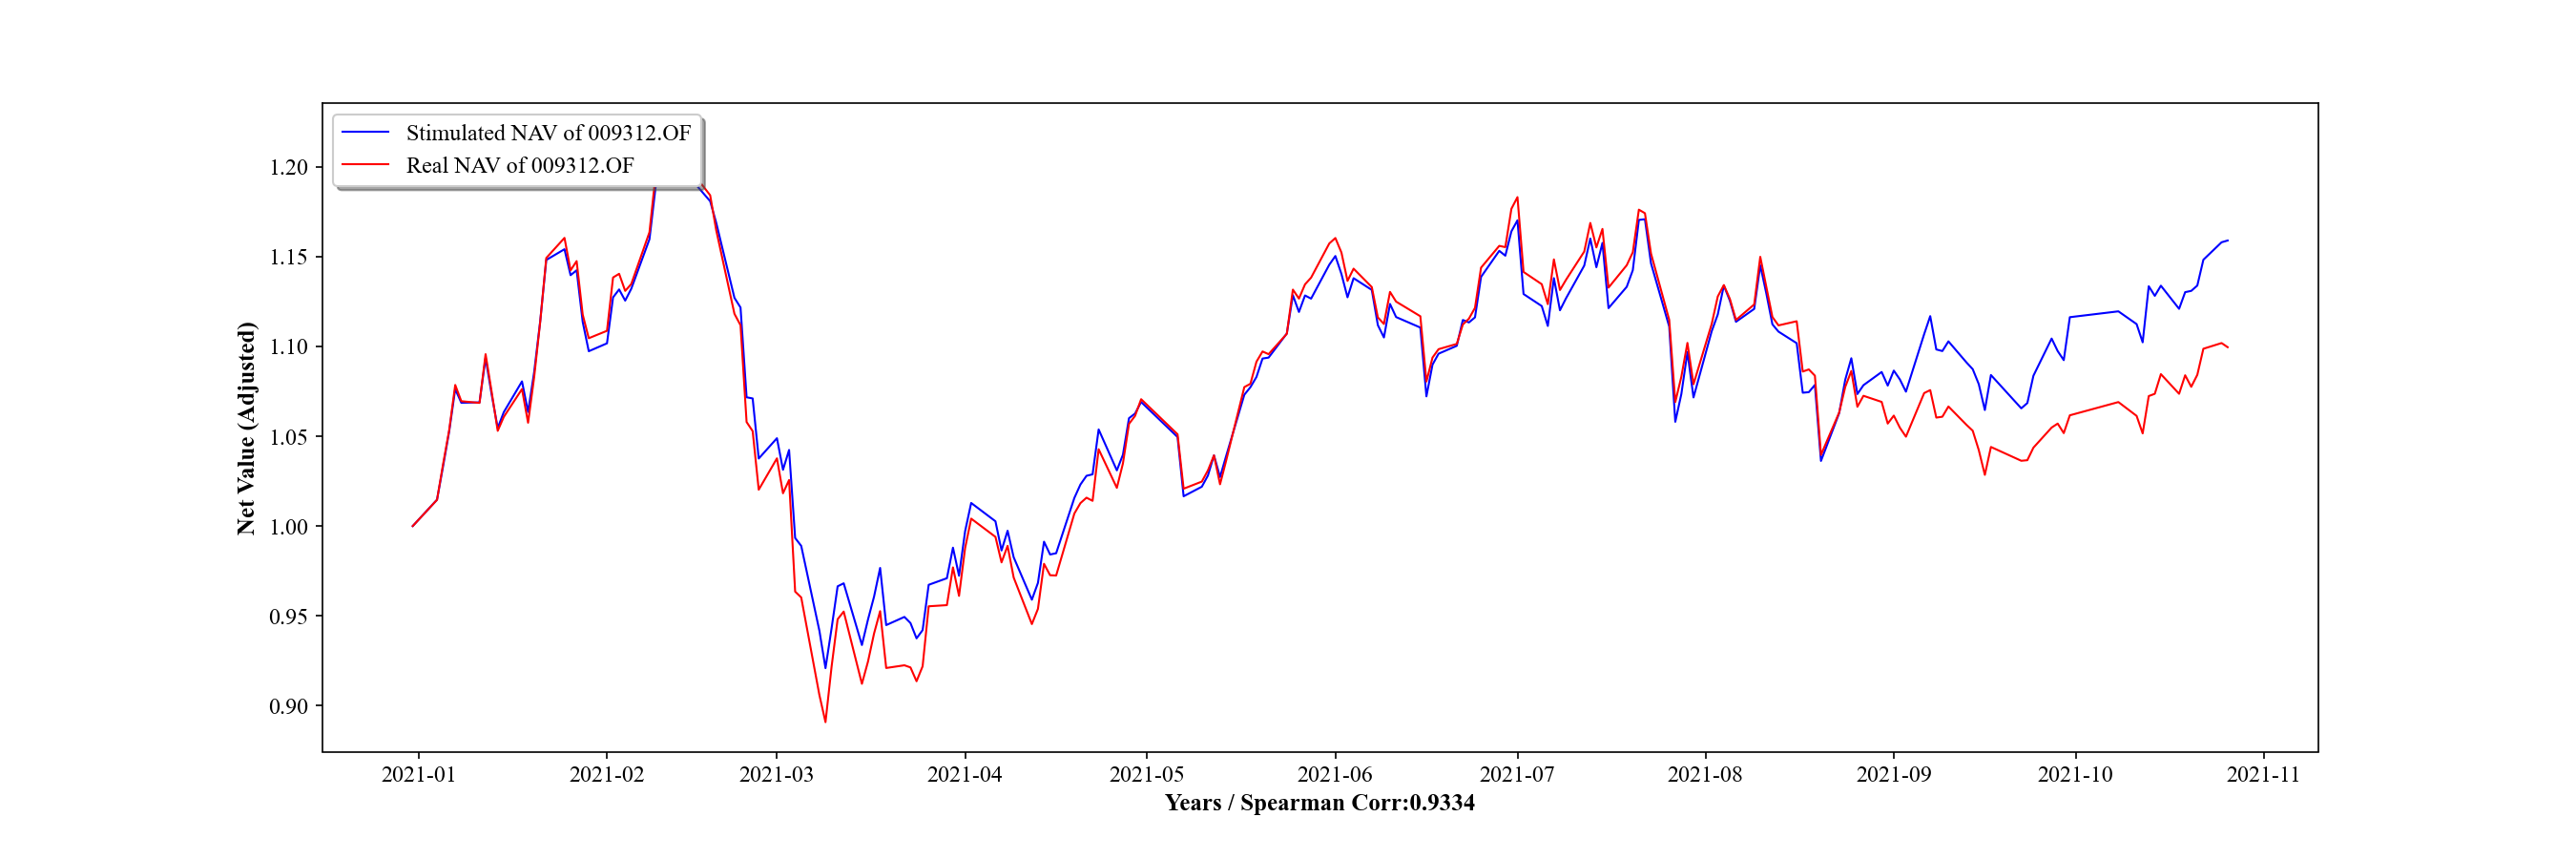 Stimulated NAV of 009312.OF
Real NAV of 009312.OF
Net Value (Adjusted)
1.20
1.15
1.10
1.05
1.00
0.95
0.90
2021-01 2021-02 2021-03 2021-04 2021-05 2021-06 2021-07 2021-08 2021-09 2021-10 2021-11
Years / Spearman Corr:0.9334